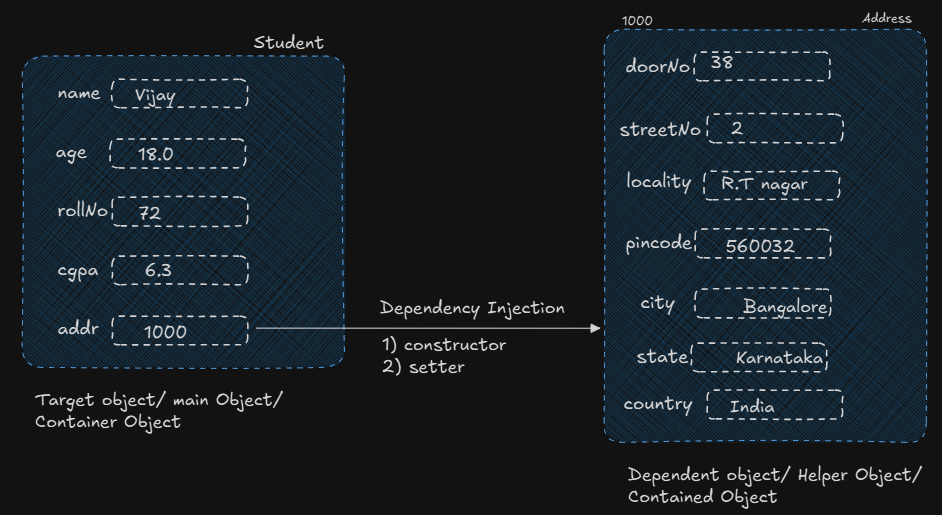 Student
name Vijay
age 18.0
rollNo 72
cgpa 6.3
addr 1000
Target object/ main Object/
Container Object
Dependency Injection
1) constructor
2) setter
1000 Address
doorNo 38
streetNo 2
locality R.T nagar
pincode 560032
city Bangalore
state Karnataka
country India
Dependent object/ Helper Object/
Contained Object